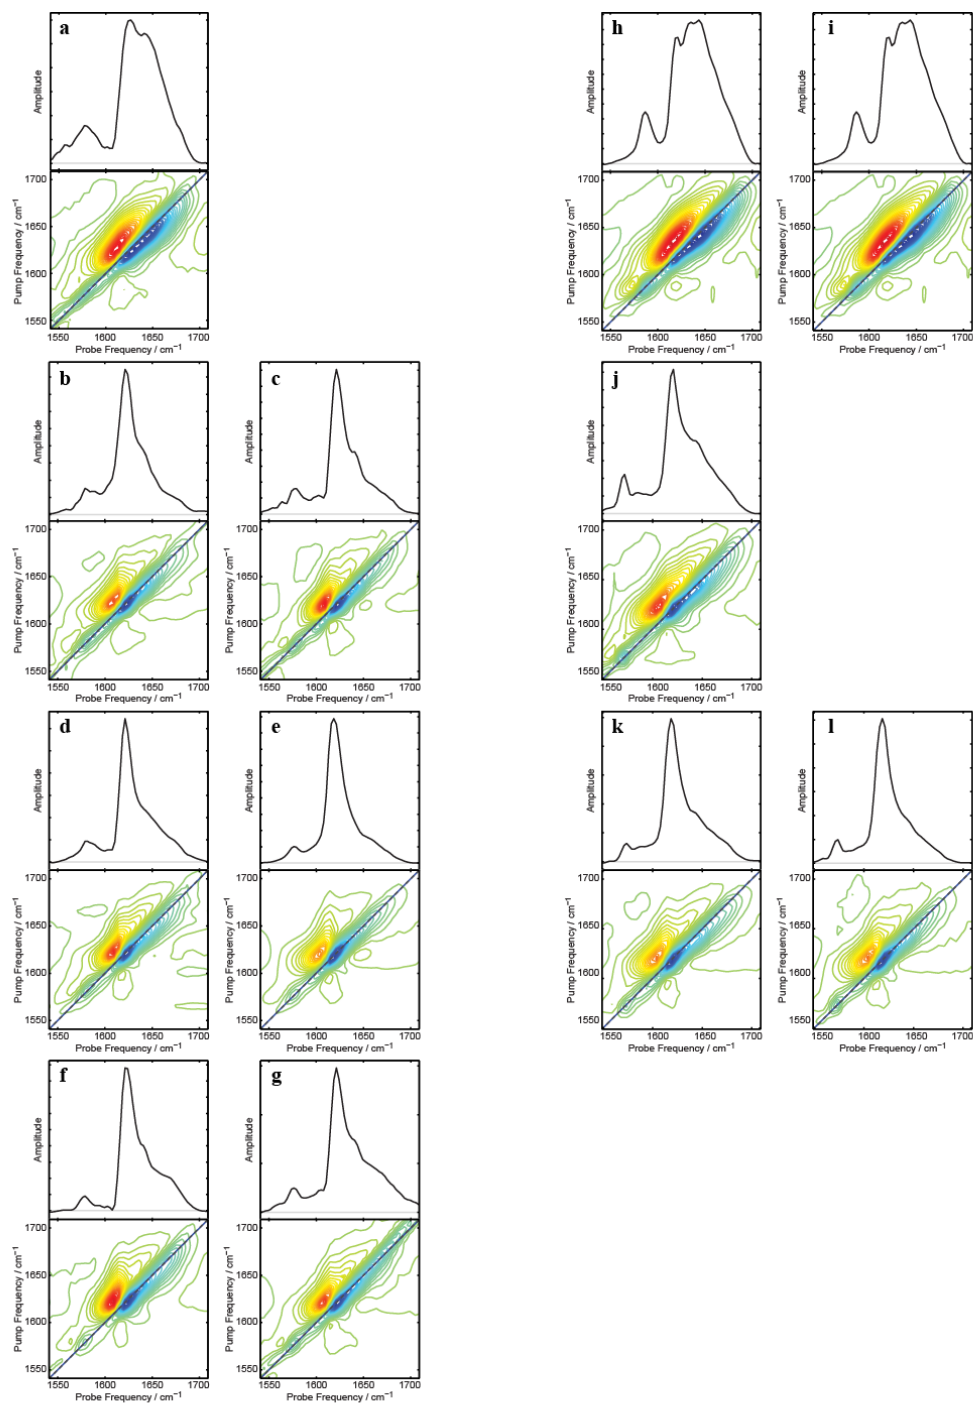 a
Amplitude
1700
1650
1600
1550
Pump Frequency / cm⁻¹
1550 1600 1650 1700
Probe Frequency / cm⁻¹
h
Amplitude
1700
1650
1600
1550
Pump Frequency / cm⁻¹
1550 1600 1650 1700
Probe Frequency / cm⁻¹
i
Amplitude
1700
1650
1600
1550
Pump Frequency / cm⁻¹
1550 1600 1650 1700
Probe Frequency / cm⁻¹
b
Amplitude
1700
1650
1600
1550
Pump Frequency / cm⁻¹
1550 1600 1650 1700
Probe Frequency / cm⁻¹
c
Amplitude
1700
1650
1600
1550
Pump Frequency / cm⁻¹
1550 1600 1650 1700
Probe Frequency / cm⁻¹
j
Amplitude
1700
1650
1600
1550
Pump Frequency / cm⁻¹
1550 1600 1650 1700
Probe Frequency / cm⁻¹
d
Amplitude
1700
1650
1600
1550
Pump Frequency / cm⁻¹
1550 1600 1650 1700
Probe Frequency / cm⁻¹
e
Amplitude
1700
1650
1600
1550
Pump Frequency / cm⁻¹
1550 1600 1650 1700
Probe Frequency / cm⁻¹
k
Amplitude
1700
1650
1600
1550
Pump Frequency / cm⁻¹
1550 1600 1650 1700
Probe Frequency / cm⁻¹
l
Amplitude
1700
1650
1600
1550
Pump Frequency / cm⁻¹
1550 1600 1650 1700
Probe Frequency / cm⁻¹
f
Amplitude
1700
1650
1600
1550
Pump Frequency / cm⁻¹
1550 1600 1650 1700
Probe Frequency / cm⁻¹
g
Amplitude
1700
1650
1600
1550
Pump Frequency / cm⁻¹
1550 1600 1650 1700
Probe Frequency / cm⁻¹